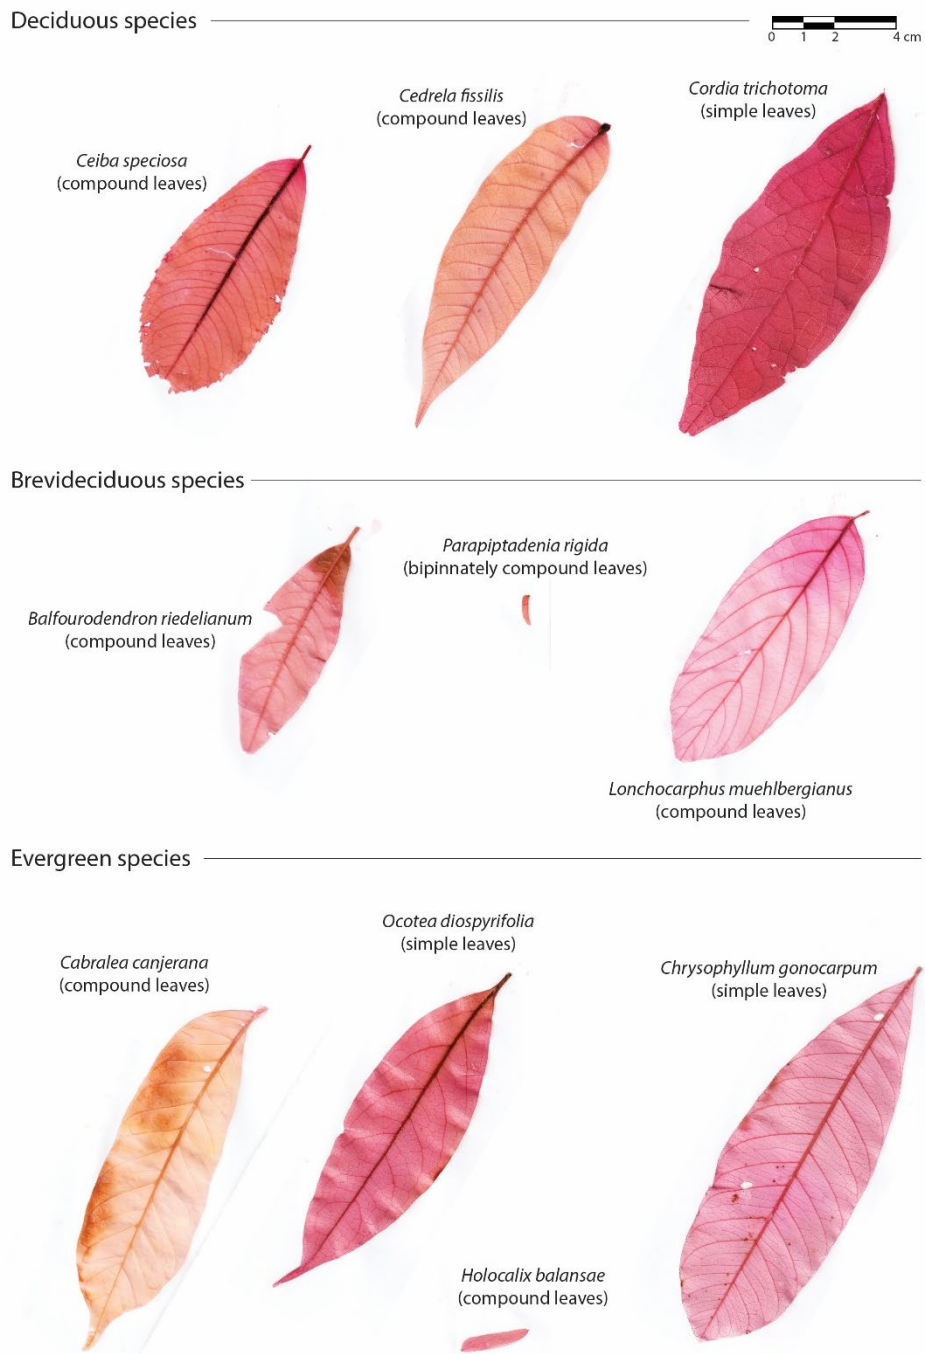 Deciduous species
0 1 2 4 cm
Ceiba speciosa
(compound leaves)
Cedrela fissilis
(compound leaves)
Cordia trichotoma
(simple leaves)
Brevideciduous species
Balfourodendron riedelianum
(compound leaves)
Parapiptadenia rigida
(bipinnately compound leaves)
Lonchocarphus muehlbergianus
(compound leaves)
Evergreen species
Cabralea canjerana
(compound leaves)
Ocotea diospyrifolia
(simple leaves)
Chrysophyllum gonocarpum
(simple leaves)
Holocalix balansae
(compound leaves)